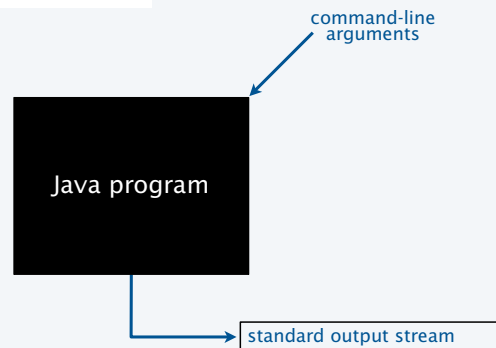 command-line
arguments
Java program
standard output stream